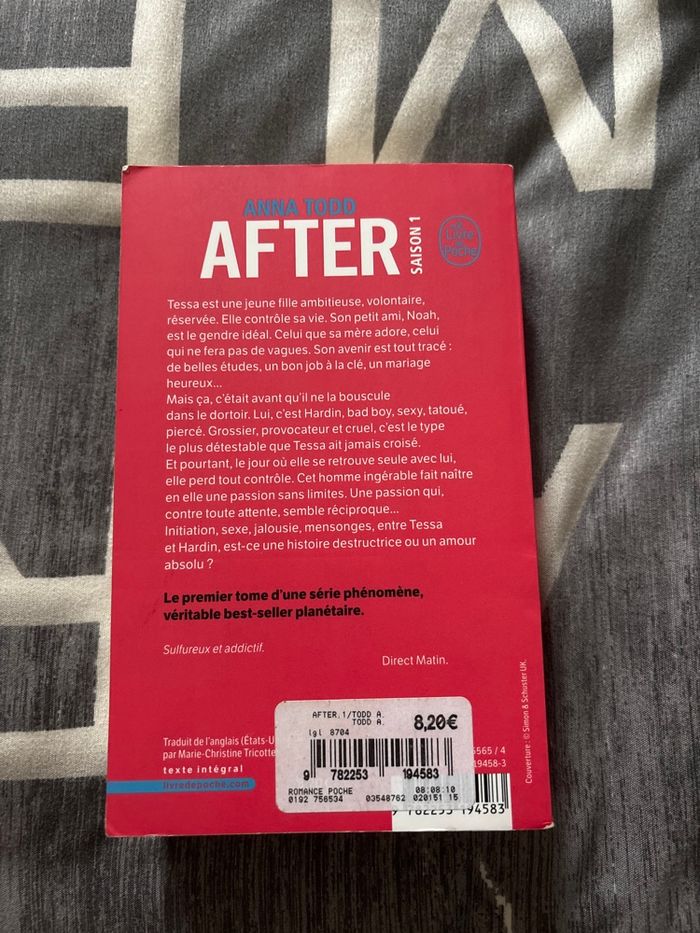 ANNA TODD
AFTER
SAISON 1
Le Livre de Poche
Tessa est une jeune fille ambitieuse, volontaire,
réservée. Elle contrôle sa vie. Son petit ami, Noah,
est le gendre idéal. Celui que sa mère adore, celui
qui ne fera pas de vagues. Son avenir est tout tracé :
de belles études, un bon job à la clé, un mariage
heureux...
Mais ça, c'était avant qu'il ne la bouscule
dans le dortoir. Lui, c'est Hardin, bad boy, sexy, tatoué,
piercé. Grossier, provocateur et cruel, c'est le type
le plus détestable que Tessa ait jamais croisé.
Et pourtant, le jour où elle se retrouve seule avec lui,
elle perd tout contrôle. Cet homme ingérable fait naître
en elle une passion sans limites. Une passion qui,
contre toute attente, semble réciproque...
Initiation, sexe, jalousie, mensonges, entre Tessa
et Hardin, est-ce une histoire destructrice ou un amour
absolu ?
Le premier tome d'une série phénomène,
véritable best-seller planétaire.
Sulfureux et addictif.
Direct Matin.
Traduit de l'anglais (États-U
par Marie-Christine Tricotte
texte intégral
livredepoche.com
AFTER.1/TODD A.
TODD A.
8,20€
lgl 8704
9 782253 194583
ROMANCE POCHE 08:08:10
0192 756534 03548762 020151 15
5565 / 4
19458-3
9 782253 194583
Couverture : © Simon & Schuster UK.